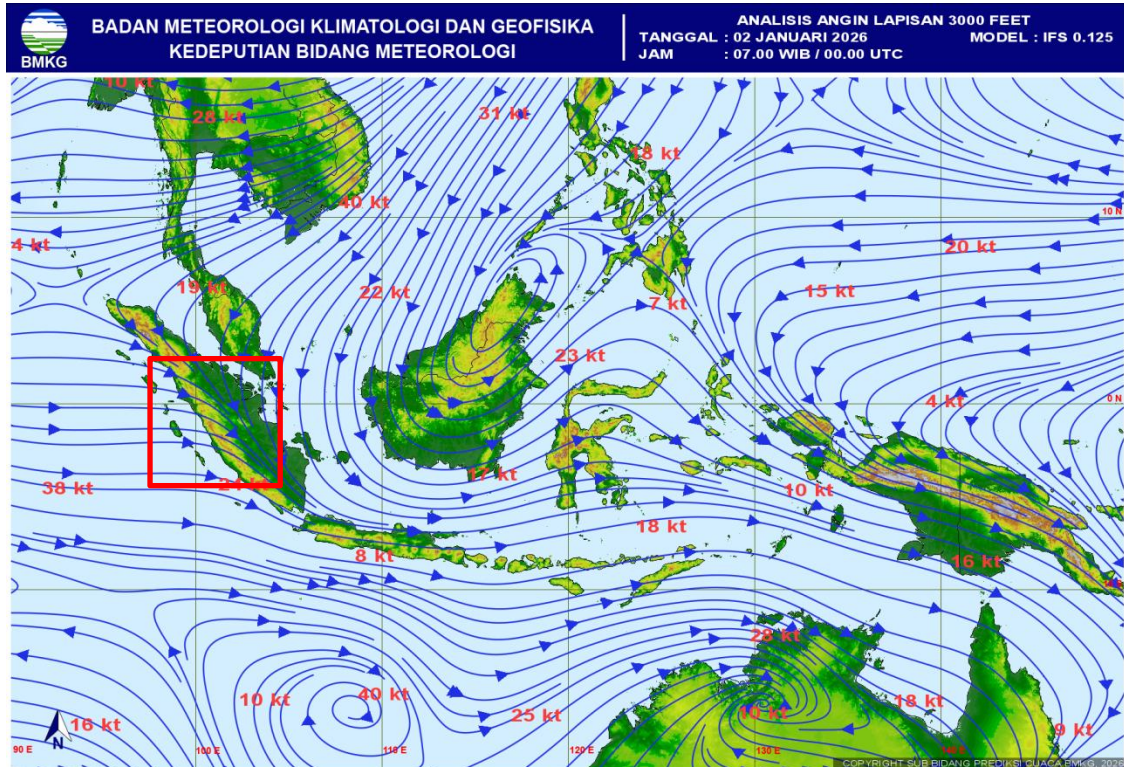 BADAN METEOROLOGI KLIMATOLOGI DAN GEOFISIKA
KEDEPUTIAN BIDANG METEOROLOGI
BMKG
ANALISIS ANGIN LAPISAN 3000 FEET
TANGGAL : 02 JANUARI 2026 MODEL : IFS 0.125
JAM : 07.00 WIB / 00.00 UTC
10 kt
28 kt
31 kt
18 kt
40 kt
10 N
4 kt
20 kt
19 kt
22 kt
15 kt
7 kt
23 kt
0 N
4 kt
17 kt
38 kt
24 kt
10 kt
18 kt
8 kt
16 kt
28 kt
10 kt
40 kt
25 kt
10 kt
18 kt
9 kt
16 kt
N
90 E
100 E
110 E
120 E
130 E
COPYRIGHT SUB BIDANG PREDIKSI CUACA BMKG, 2026